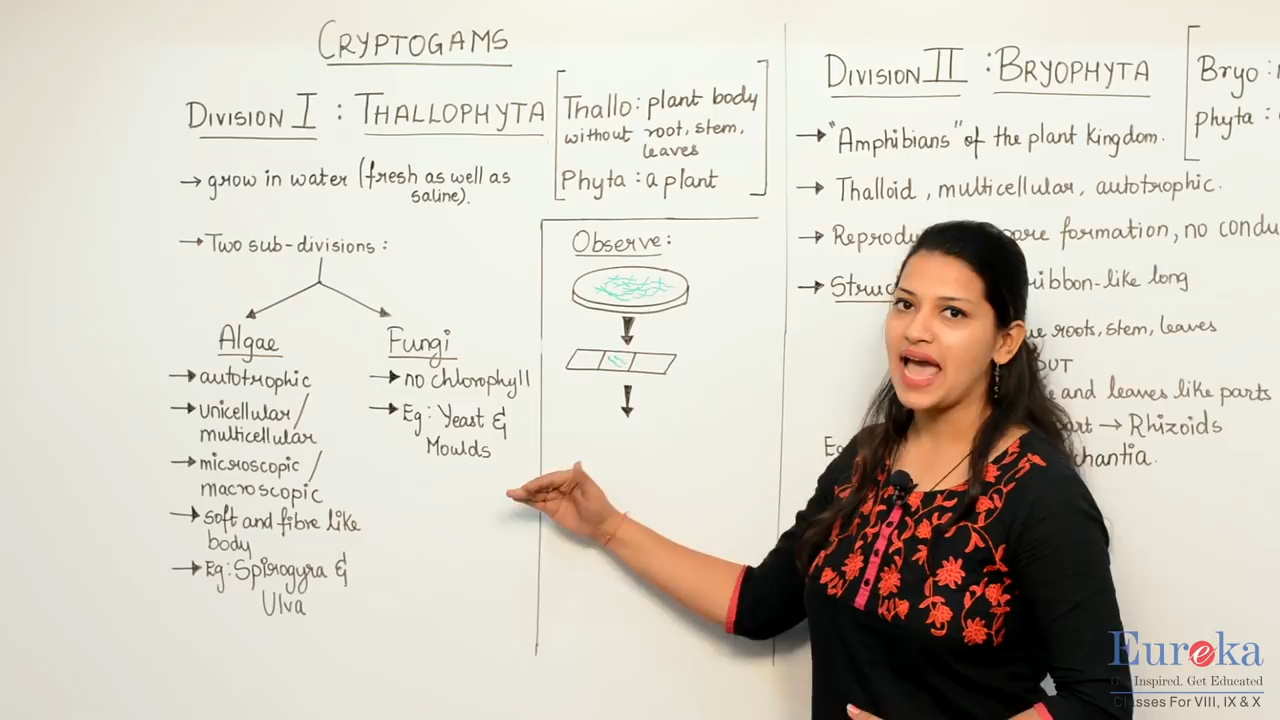 CRYPTOGAMS
DIVISION I : THALLOPHYTA
Thallo: plant body
without root, stem,
leaves
Phyta : a plant
→ grow in water (fresh as well as
saline).
→ Two sub-divisions :
Algae
→ autotrophic
→ unicellular/
multicellular
→ microscopic /
macroscopic
→ soft and fibre like
body
→ Eg: Spirogyra &
Ulva
Fungi
→ no chlorophyll
→ Eg: Yeast &
Moulds
Observe:
DIVISION II : BRYOPHYTA
Bryo :
Phyta :
→ "Amphibians" of the plant kingdom.
→ Thalloid, multicellular, autotrophic.
→ formation, no
→ ribbon-like long
roots, stem, leaves
and leaves like parts
→ Rhizoids
Eureka
Get Inspired. Get Educated
Classes For VIII, IX & X